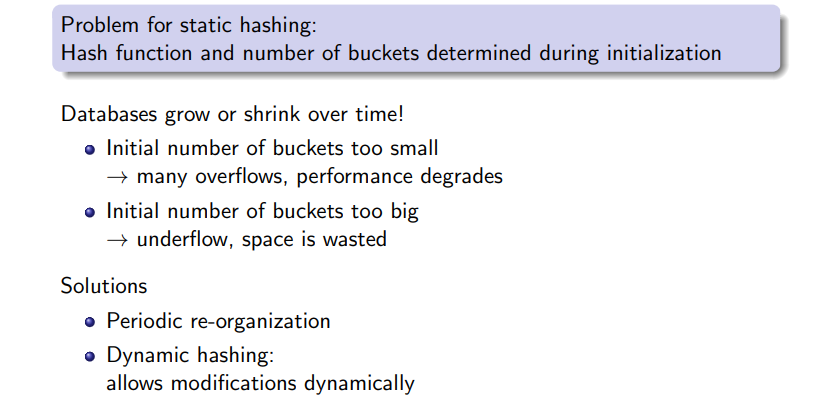 Problem for static hashing:
Hash function and number of buckets determined during initialization
Databases grow or shrink over time!
Initial number of buckets too small
→ many overflows, performance degrades
Initial number of buckets too big
→ underflow, space is wasted
Solutions
Periodic re-organization
Dynamic hashing:
allows modifications dynamically